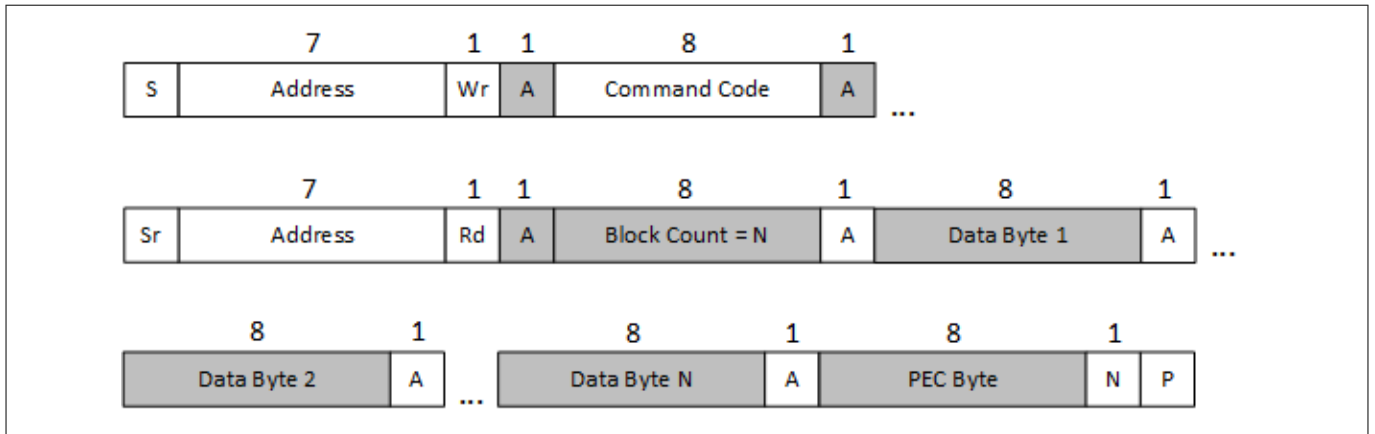 7 1 1 8 1
S Address Wr A Command Code A ...
7 1 1 8 1 8 1
Sr Address Rd A Block Count = N A Data Byte 1 A ...
8 1 8 1 8 1
Data Byte 2 A ... Data Byte N A PEC Byte N P